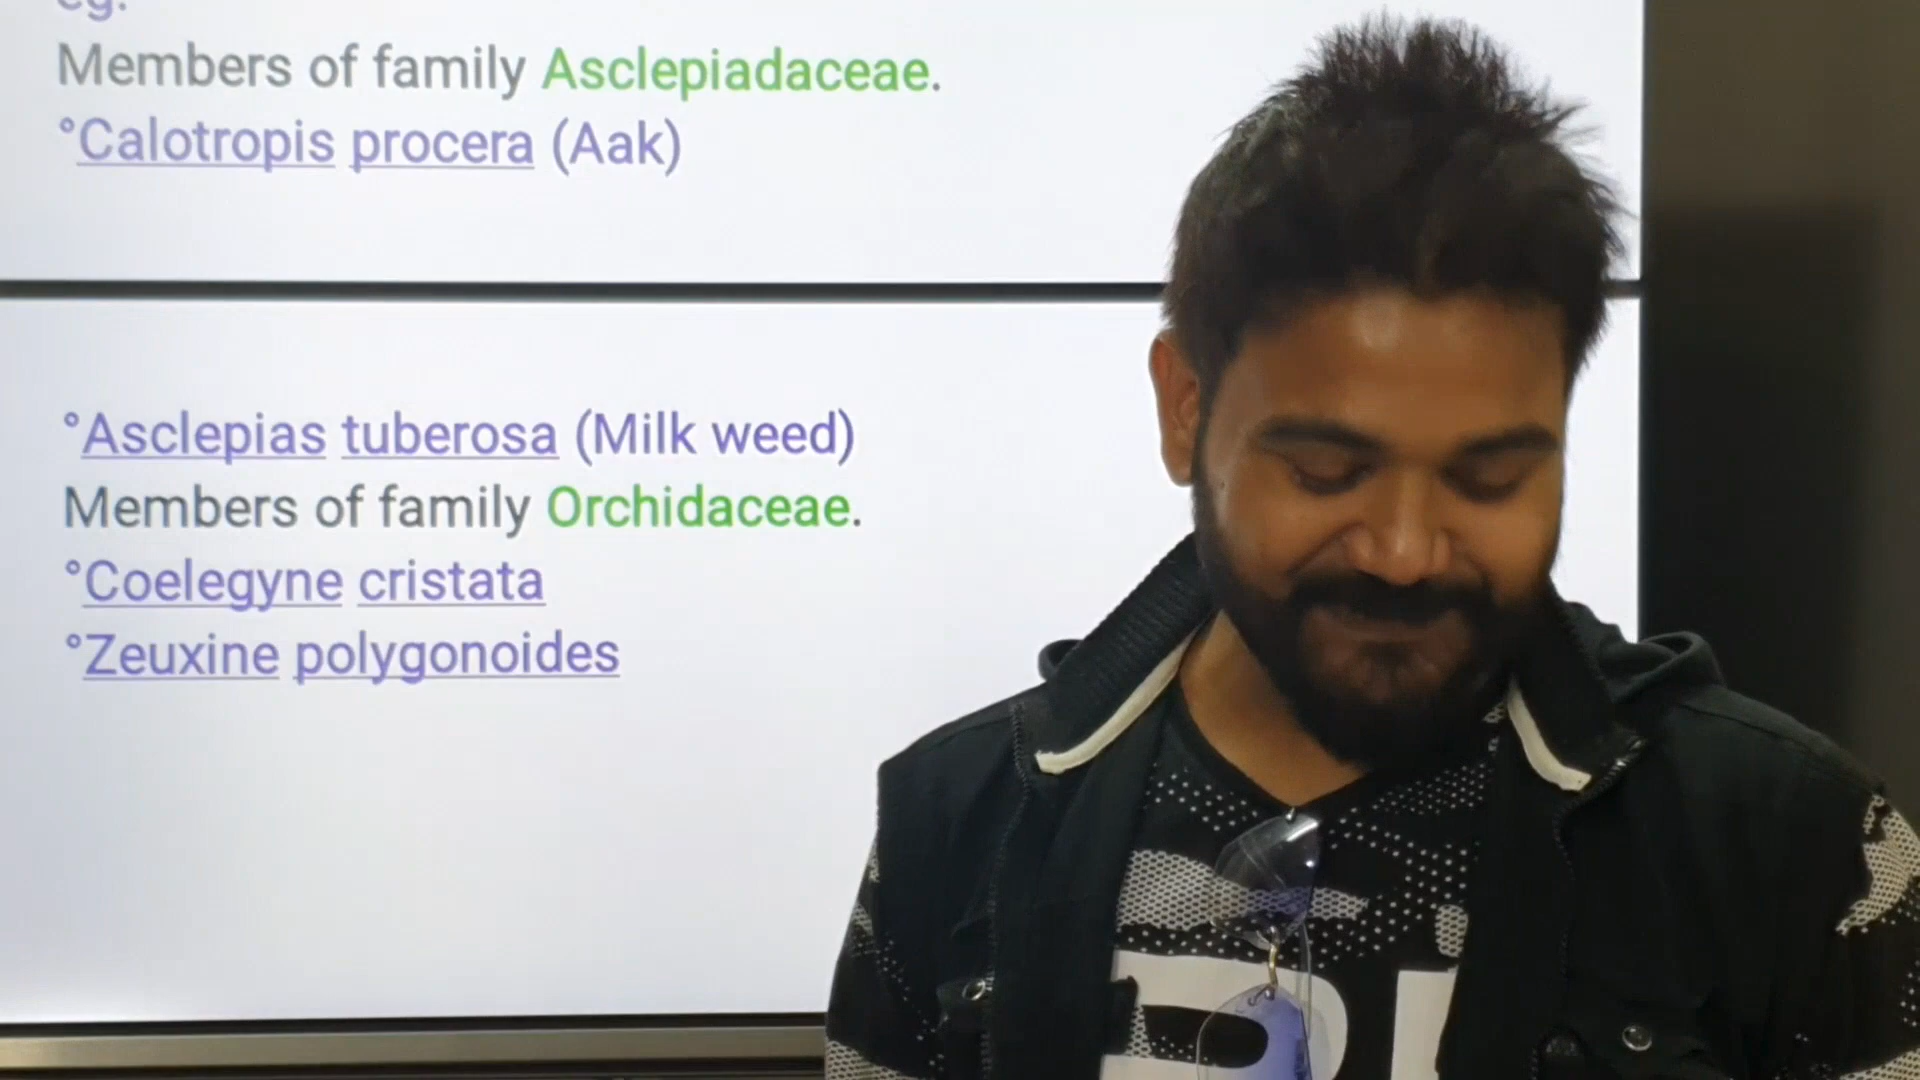 eg.
Members of family Asclepiadaceae.
°Calotropis procera (Aak)
°Asclepias tuberosa (Milk weed)
Members of family Orchidaceae.
°Coelegyne cristata
°Zeuxine polygonoides